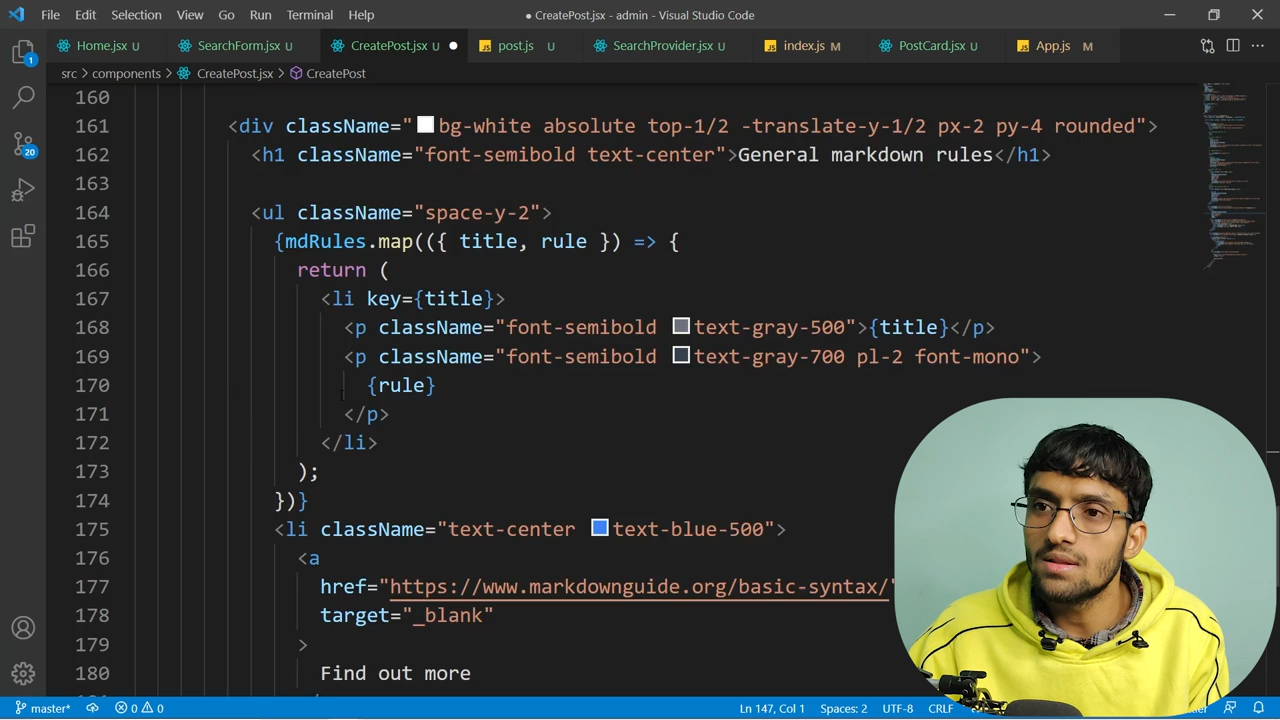 File Edit Selection View Go Run Terminal Help ● CreatePost.jsx - admin - Visual Studio Code
Home.jsx U SearchForm.jsx U CreatePost.jsx U JS post.js U SearchProvider.jsx U JS index.js M PostCard.jsx U JS App.js M
src > components > CreatePost.jsx > CreatePost
160
161 <div className="bg-white absolute top-1/2 -translate-y-1/2 px-2 py-4 rounded">
162 <h1 className="font-semibold text-center">General markdown rules</h1>
163
164 <ul className="space-y-2">
165 {mdRules.map(({ title, rule }) => {
166 return (
167 <li key={title}>
168 <p className="font-semibold text-gray-500">{title}</p>
169 <p className="font-semibold text-gray-700 pl-2 font-mono">
170 {rule}
171 </p>
172 </li>
173 );
174 })}
175 <li className="text-center text-blue-500">
176 <a
177 href="https://www.markdownguide.org/basic-syntax/"
178 target="_blank"
179 >
180 Find out more
1
20
master* 0 0 Ln 147, Col 1 Spaces: 2 UTF-8 CRLF